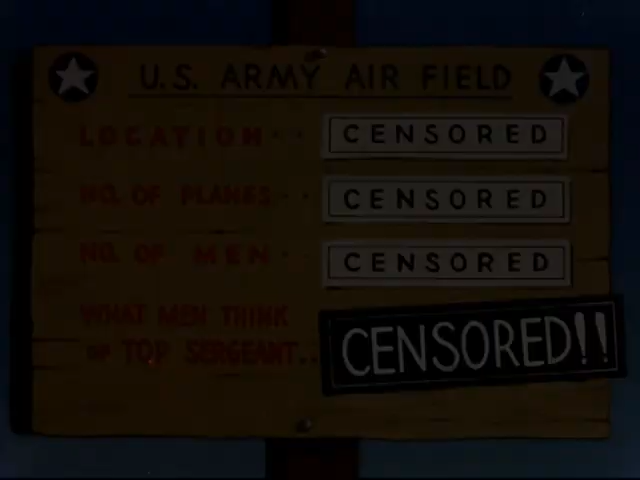 U.S. ARMY AIR FIELD
LOCATION·· CENSORED
NO. OF PLANES··· CENSORED
NO. OF MEN·· CENSORED
WHAT MEN THINK
OF TOP SERGEANT... CENSORED!!